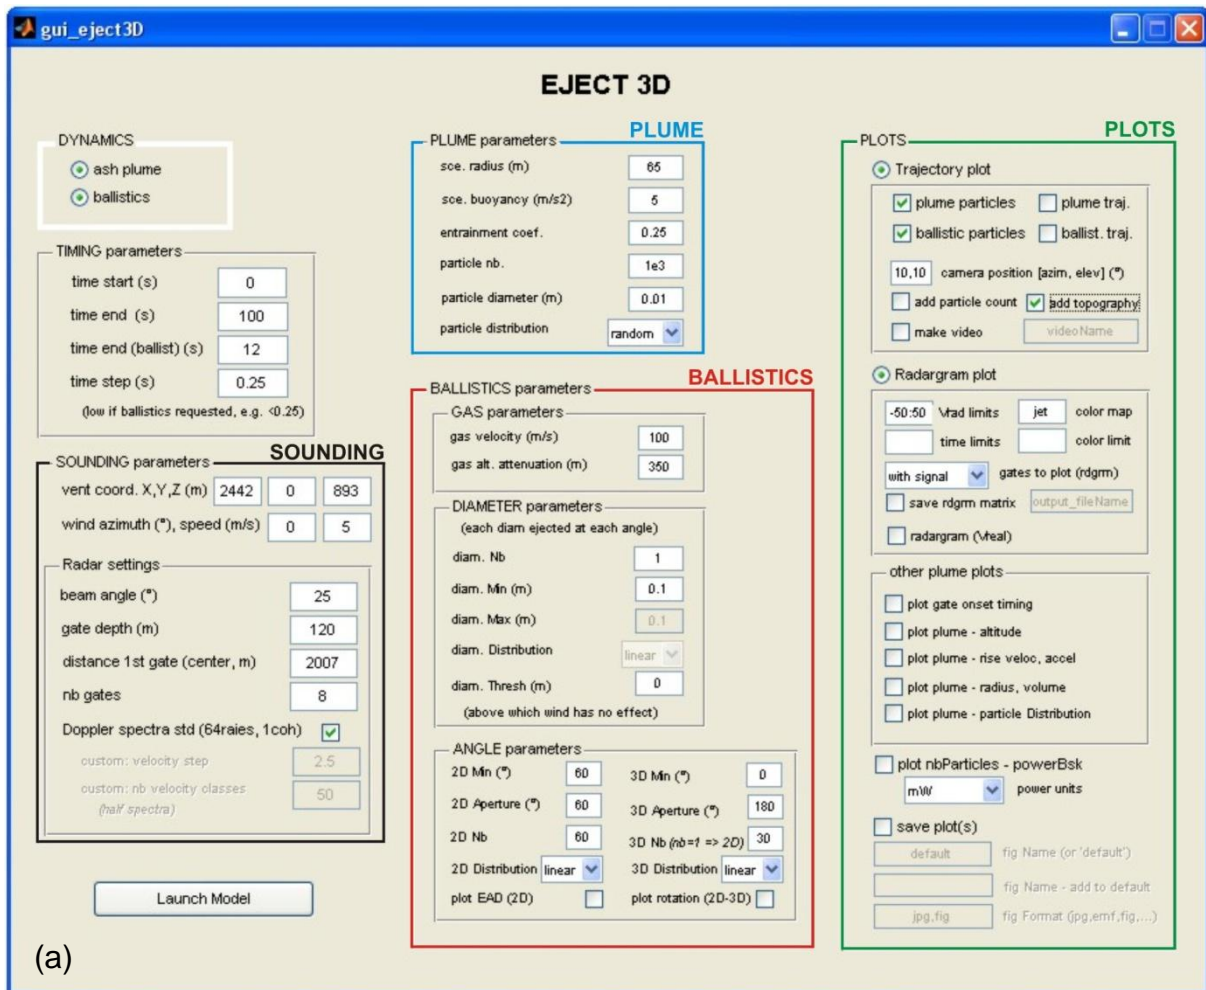 gui_eject3D
EJECT 3D
DYNAMICS
ash plume
ballistics
TIMING parameters
time start (s) 0
time end (s) 100
time end (ballist) (s) 12
time step (s) 0.25
(low if ballistics requested, e.g. <0.25)
SOUNDING
SOUNDING parameters
vent coord. X,Y,Z (m) 2442 0 893
wind azimuth (°), speed (m/s) 0 5
Radar settings
beam angle (°) 25
gate depth (m) 120
distance 1st gate (center, m) 2007
nb gates 8
Doppler spectra std (64raies, 1coh)
custom: velocity step 2.5
custom: nb velocity classes 50
(half spectra)
Launch Model
(a)
PLUME
PLUME parameters
sce. radius (m) 65
sce. buoyancy (m/s2) 5
entrainment coef. 0.25
particle nb. 1e3
particle diameter (m) 0.01
particle distribution random
BALLISTICS
BALLISTICS parameters
GAS parameters
gas velocity (m/s) 100
gas alt. attenuation (m) 350
DIAMETER parameters
(each diam ejected at each angle)
diam. Nb 1
diam. Min (m) 0.1
diam. Max (m) 0.1
diam. Distribution linear
diam. Thresh (m) 0
(above which wind has no effect)
ANGLE parameters
2D Min (°) 60 3D Min (°) 0
2D Aperture (°) 60 3D Aperture (°) 180
2D Nb 60 3D Nb (nb=1 => 2D) 30
2D Distribution linear 3D Distribution linear
plot EAD (2D) plot rotation (2D-3D)
PLOTS
PLOTS
Trajectory plot
plume particles plume traj.
ballistic particles ballist. traj.
10,10 camera position [azim, elev] (°)
add particle count add topography
make video videoName
Radargram plot
-50:50 Vrad limits jet color map
time limits color limit
with signal gates to plot (rdgrm)
save rdgrm matrix output_fileName
radargram (Vreal)
other plume plots
plot gate onset timing
plot plume - altitude
plot plume - rise veloc, accel
plot plume - radius, volume
plot plume - particle Distribution
plot nbParticles - powerBsk
mW power units
save plot(s)
default fig Name (or 'default')
fig Name - add to default
jpg,fig fig Format (jpg,emf,fig,...)